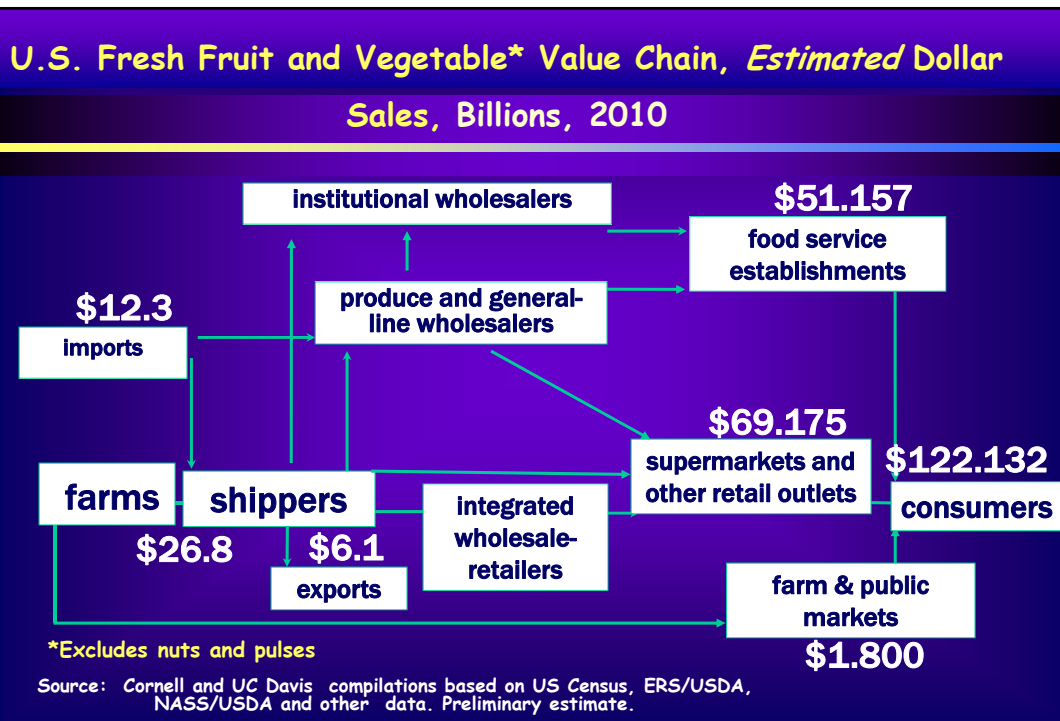 U.S. Fresh Fruit and Vegetable* Value Chain, Estimated Dollar
Sales, Billions, 2010
institutional wholesalers
$51.157
food service
establishments
produce and general-
line wholesalers
$12.3
imports
$69.175
supermarkets and
other retail outlets
$122.132
consumers
farms
shippers
integrated
wholesale-
retailers
$26.8
$6.1
exports
farm & public
markets
$1.800
*Excludes nuts and pulses
Source: Cornell and UC Davis compilations based on US Census, ERS/USDA,
NASS/USDA and other data. Preliminary estimate.